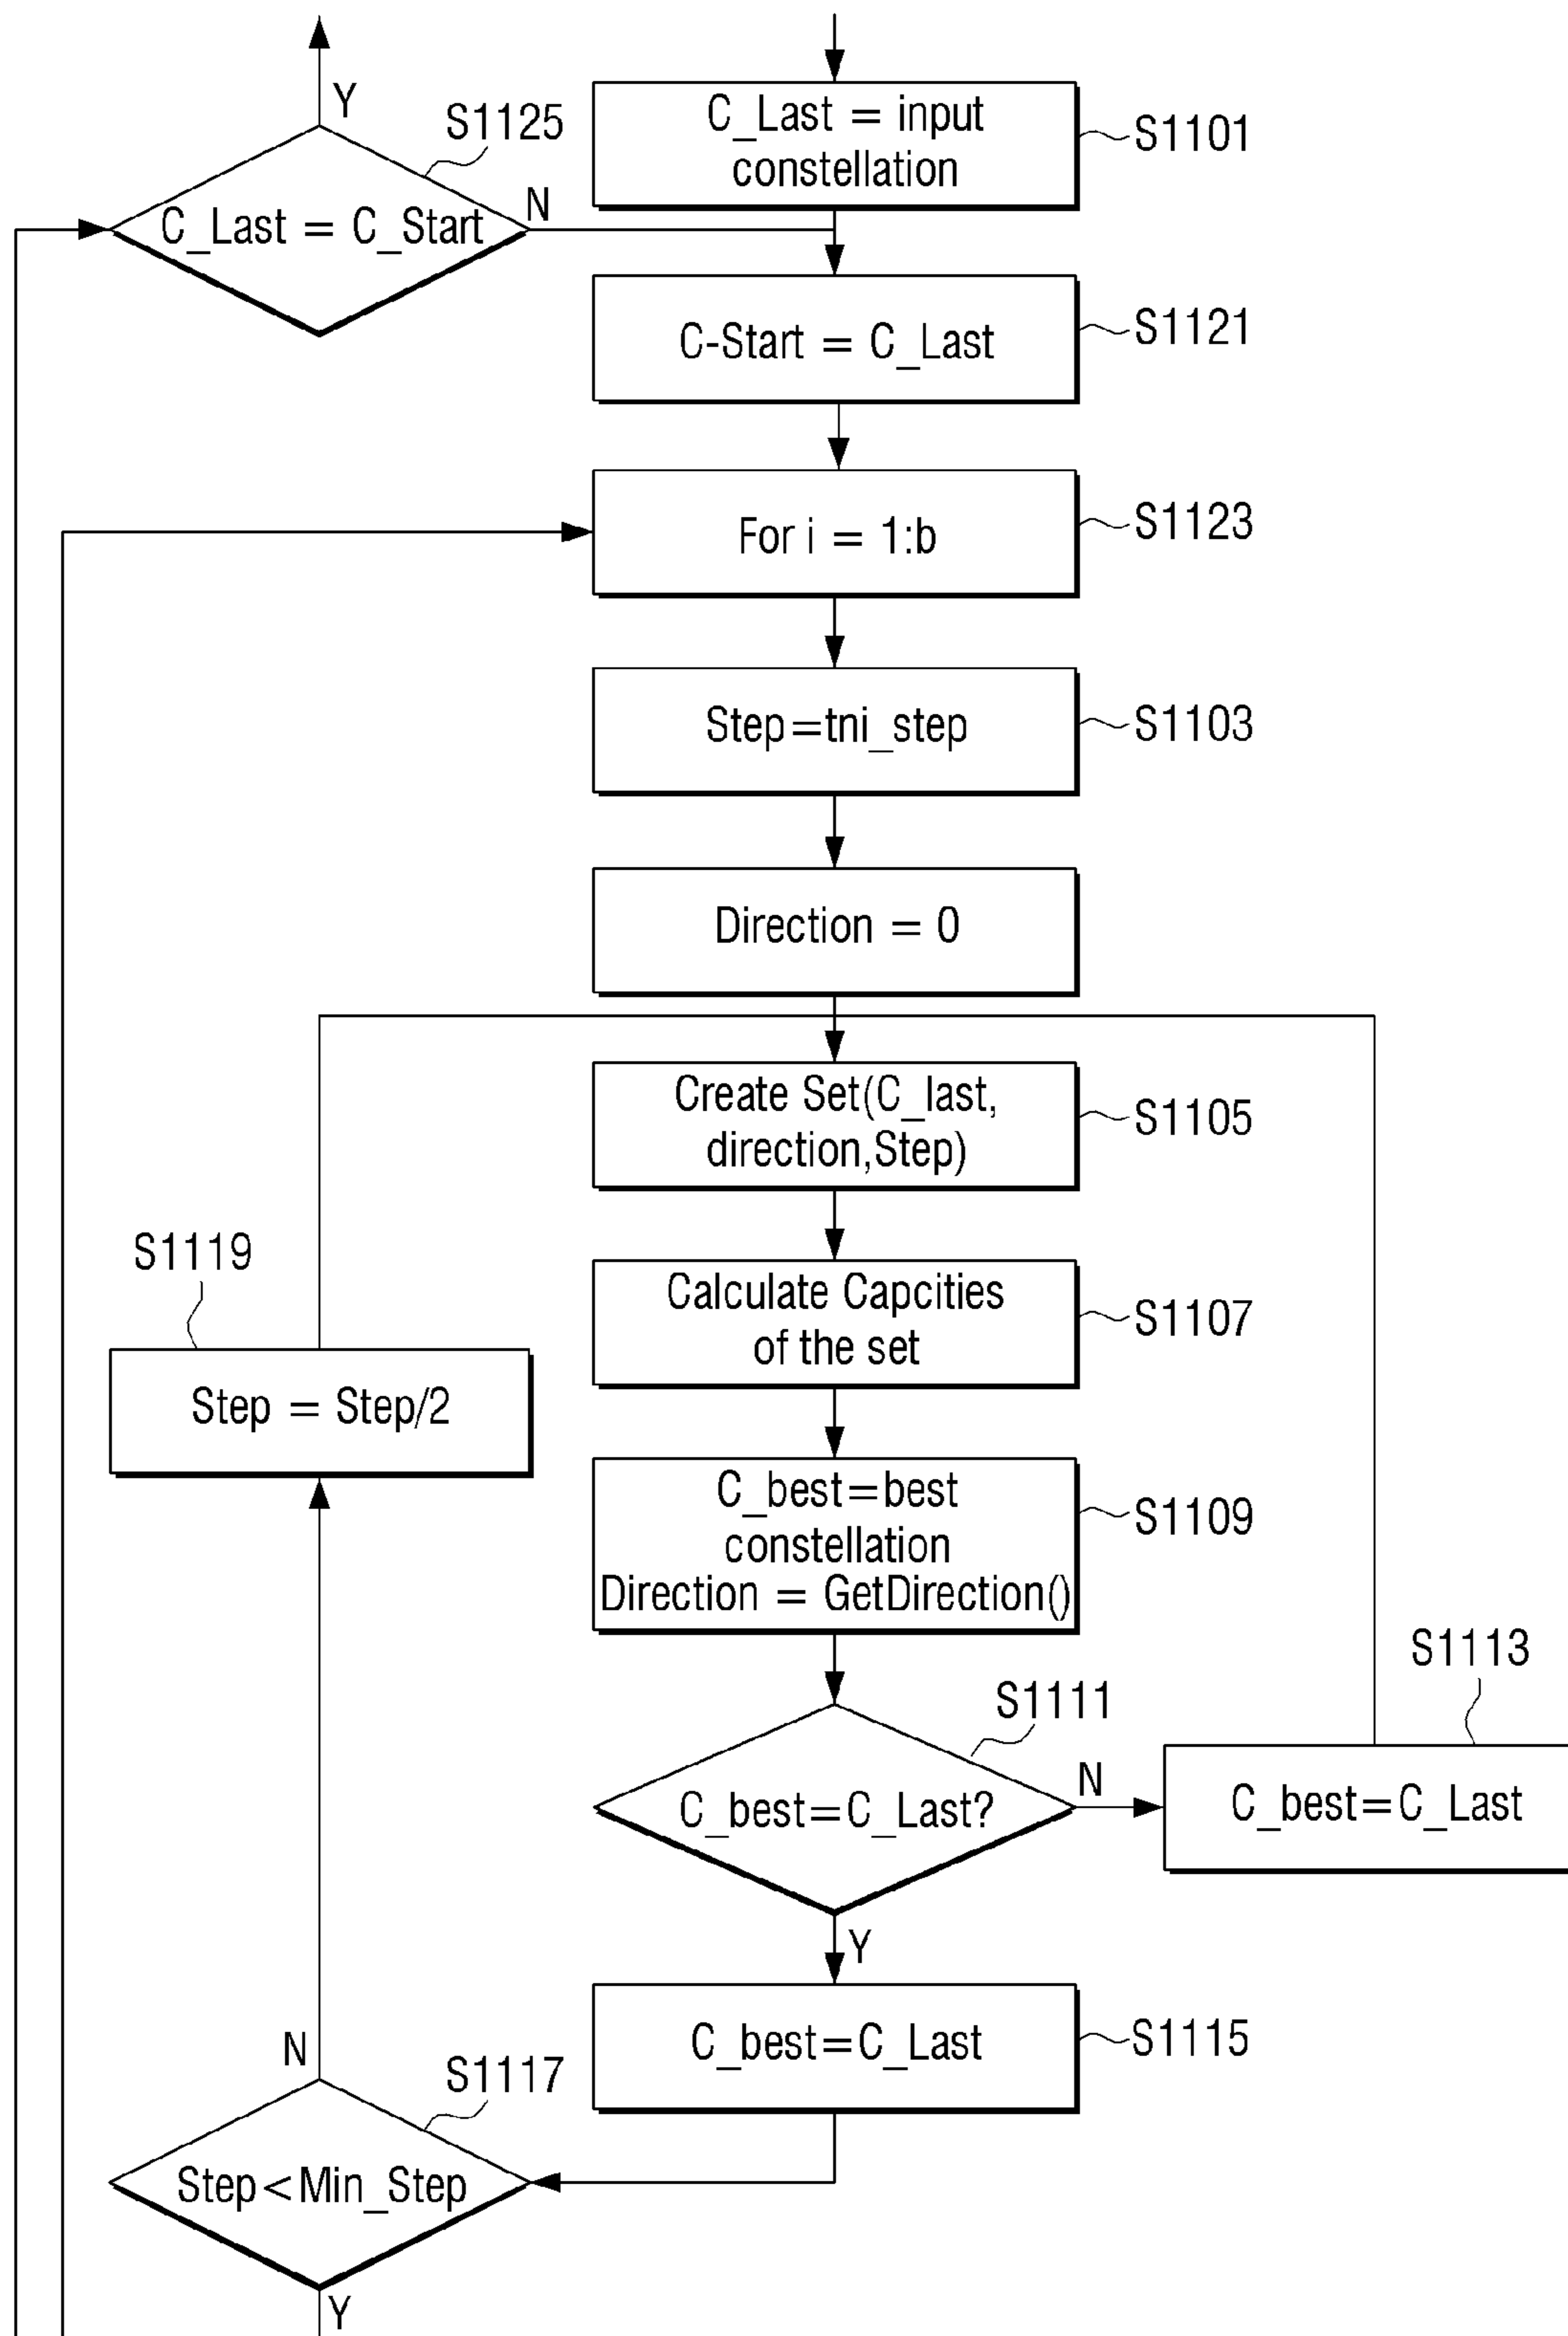 Y
S1125
C_Last = C_Start
N
C_Last = input
constellation
S1101
C-Start = C_Last
S1121
For i = 1:b
S1123
Step=tni_step
S1103
Direction = 0
Create Set(C_last,
direction,Step)
S1105
Calculate Capcities
of the set
S1107
S1119
Step = Step/2
C_best=best
constellation
Direction = GetDirection()
S1109
S1111
C_best=C_Last?
N
S1113
C_best=C_Last
Y
C_best=C_Last
S1115
N
S1117
Step<Min_Step
Y